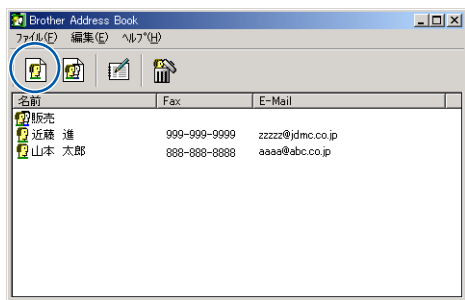 Brother Address Book
ファイル(F) 編集(E) ヘルプ(H)
名前 Fax E-Mail
販売
近藤 進 999-999-9999 zzzzz@jdmc.co.jp
山本 太郎 888-888-8888 aaaa@abc.co.jp